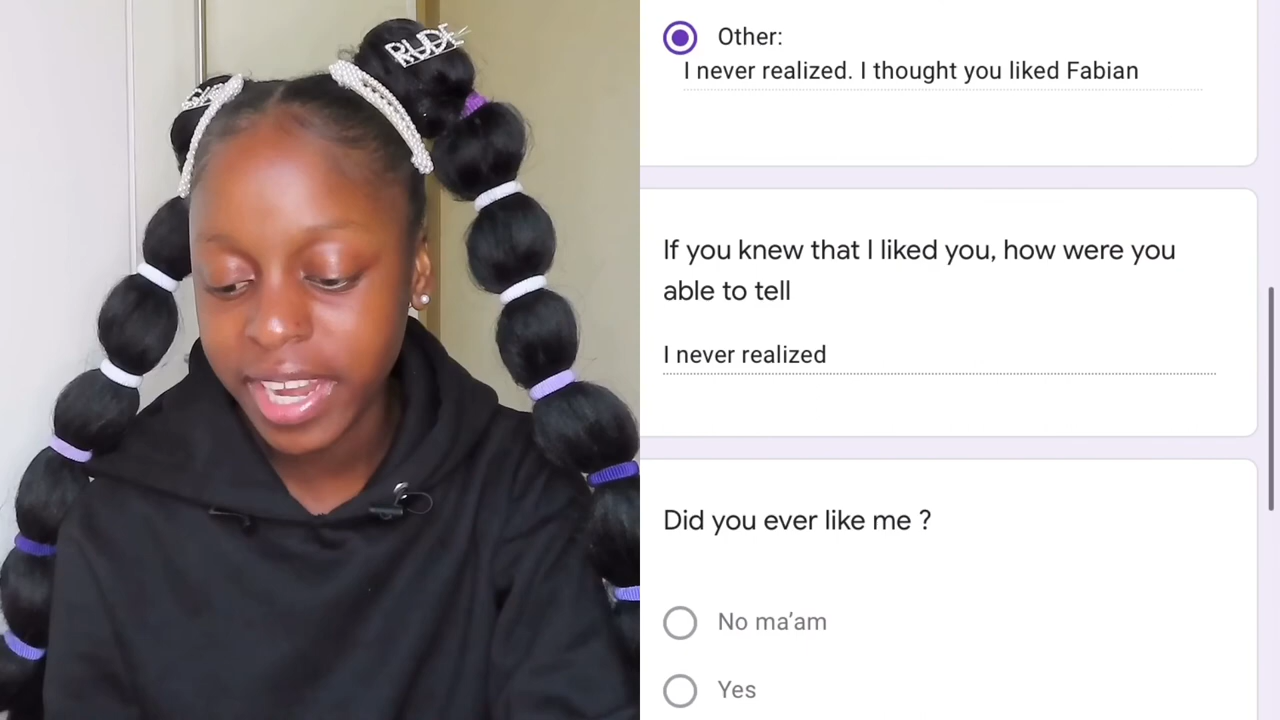 RUDE
Other:
I never realized. I thought you liked Fabian
If you knew that I liked you, how were you
able to tell
I never realized
Did you ever like me ?
No ma’am
Yes